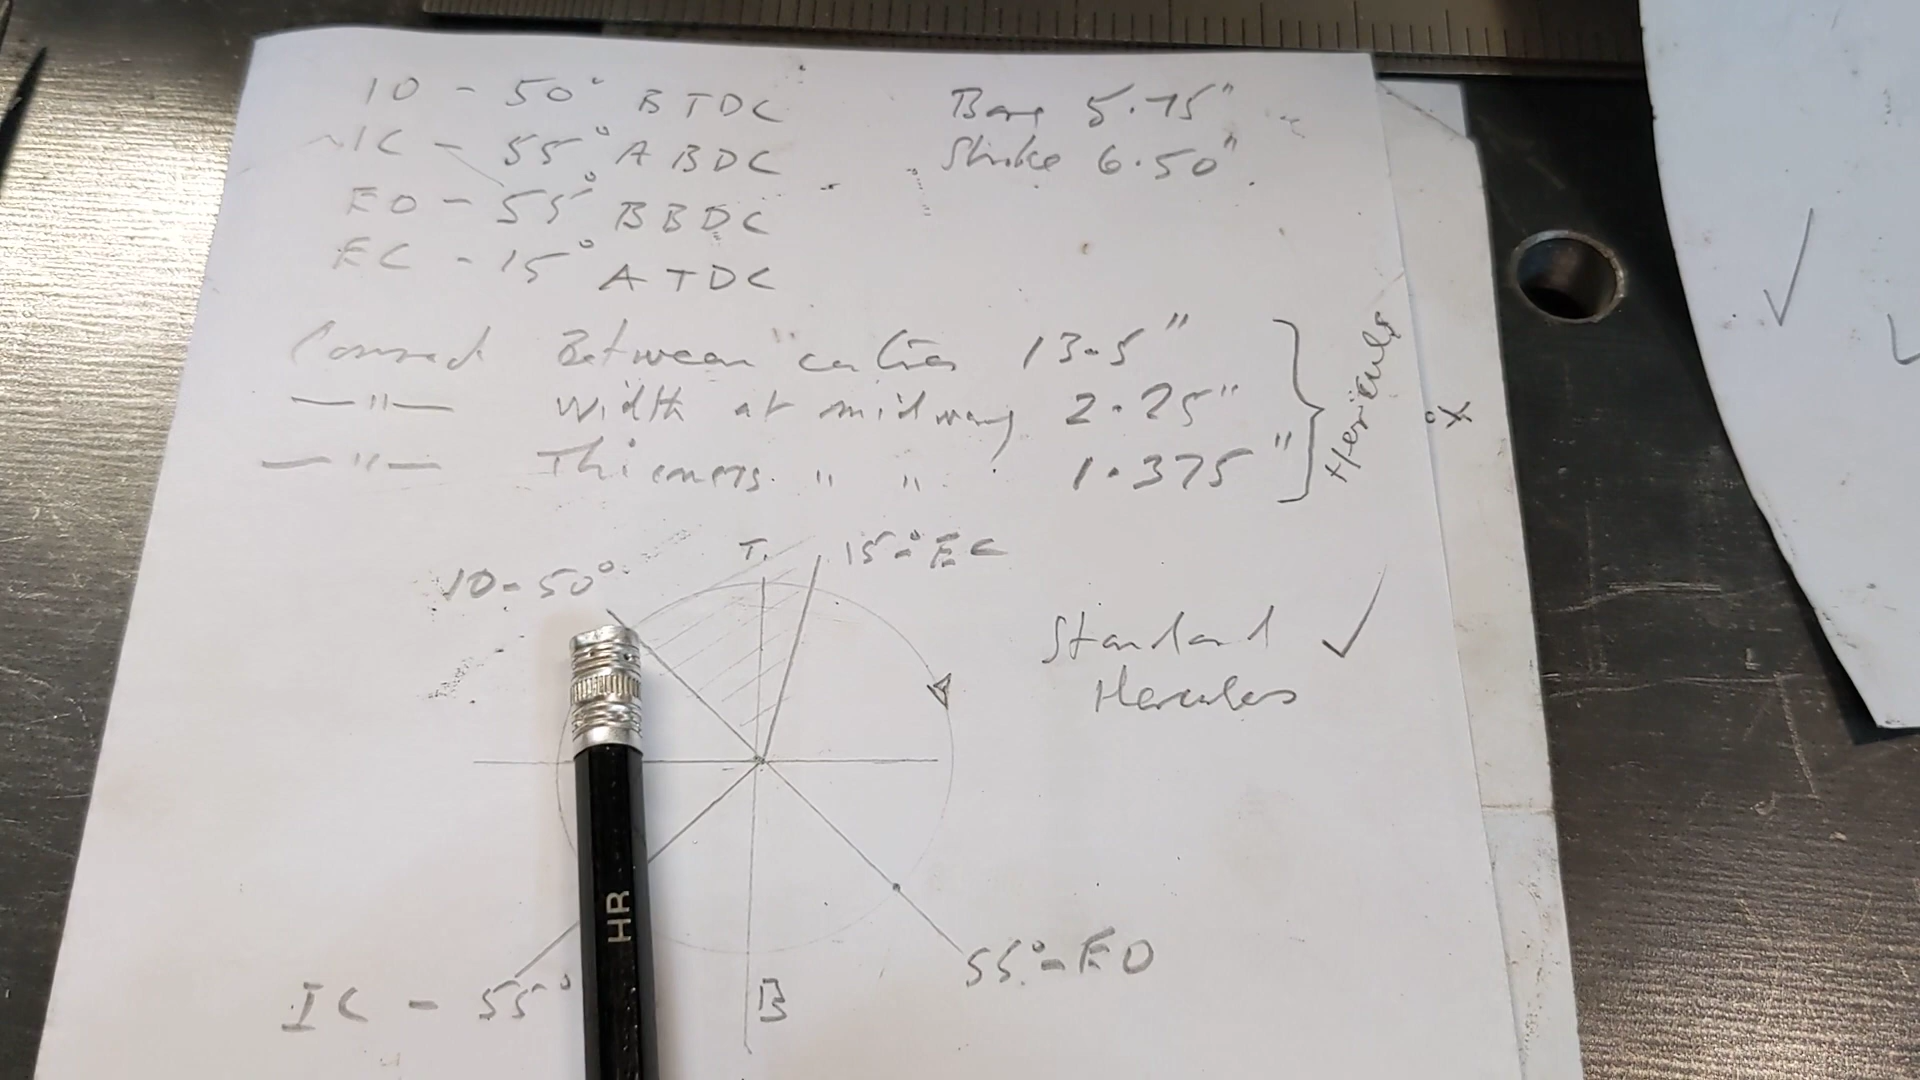 IO - 50° BTDC
IC - 55° ABDC
EO - 55° BBDC
EC - 15° ATDC
Bore 5.75"
Stroke 6.50"
Conrod Between centres 13.5"
—"— Width at midway 2.25"
—"— Thickness " " 1.375"
Hercules
T.
15° EC
IO - 50°
Standard ✓
Hercules
55° - EO
IC - 55°
B
HB